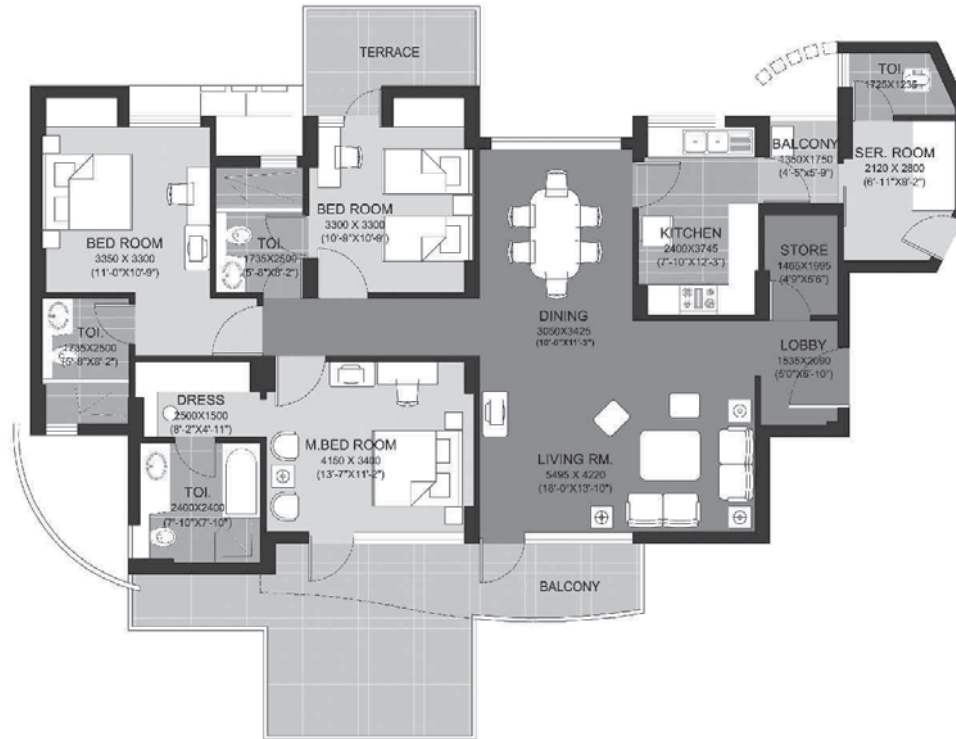 TERRACE
TOI.
1725X1235
BALCONY
1350X1750
(4'-5"x5'-9")
SER. ROOM
2120 X 2800
(6'-11"X9'-2")
BED ROOM
3300 X 3300
(10'-9"X10'-9")
BED ROOM
3350 X 3300
(11'-0"X10'-9")
TOI.
1735X2500
(5'-8"X8'-2")
KITCHEN
2400X3745
(7'-10"X12'-3")
STORE
1465X1995
(4'9"X6'6")
DINING
3050X3425
(10'-0"X11'-3")
TOI.
1735X2500
(5'-8"X8'-2")
LOBBY
1535X2090
(5'0"X6'-10")
DRESS
2500X1500
(8'-2"X4'-11")
M.BED ROOM
4150 X 3400
(13'-7"X11'-2")
LIVING RM.
5495 X 4220
(18'-0"X13'-10")
TOI.
2400X2400
(7'-10"X7'-10")
BALCONY